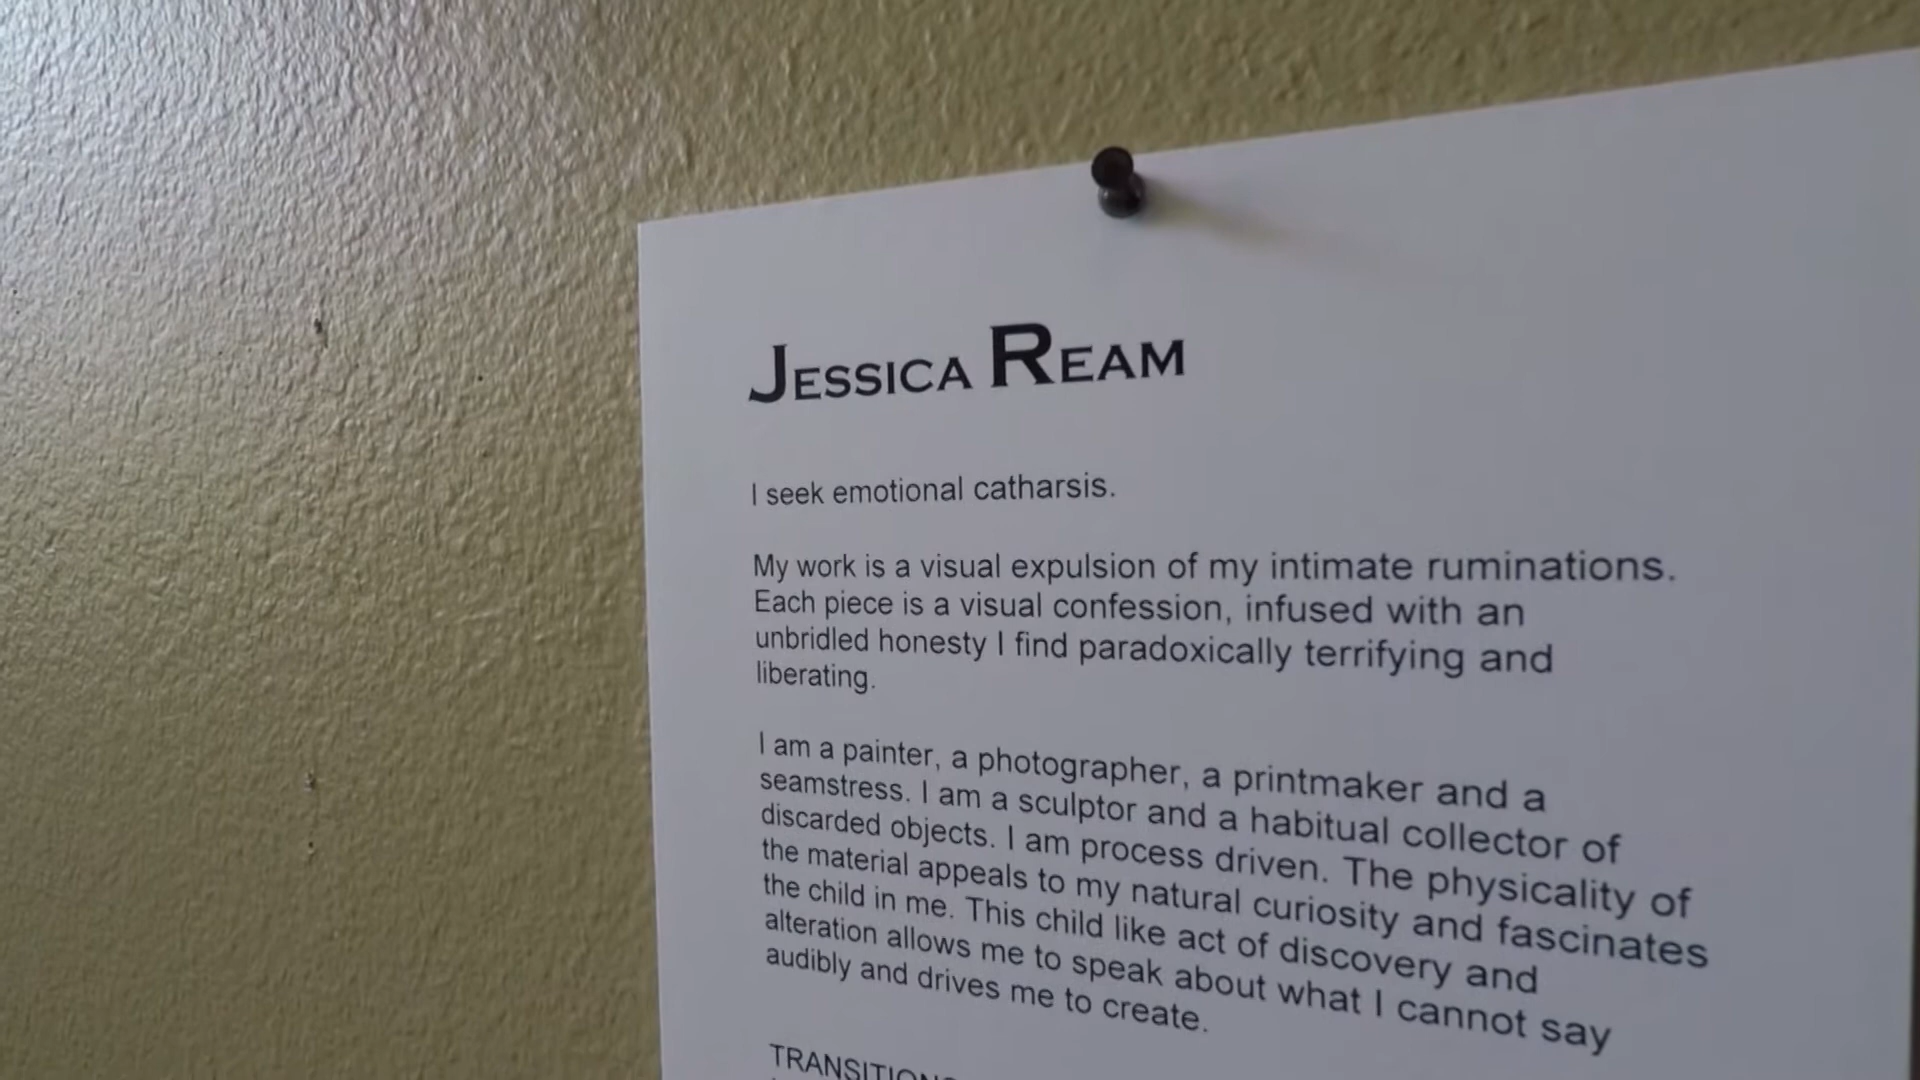 JESSICA REAM
I seek emotional catharsis.
My work is a visual expulsion of my intimate ruminations.
Each piece is a visual confession, infused with an
unbridled honesty I find paradoxically terrifying and
liberating.
I am a painter, a photographer, a printmaker and a
seamstress. I am a sculptor and a habitual collector of
discarded objects. I am process driven. The physicality of
the material appeals to my natural curiosity and fascinates
the child in me. This child like act of discovery and
alteration allows me to speak about what I cannot say
audibly and drives me to create.